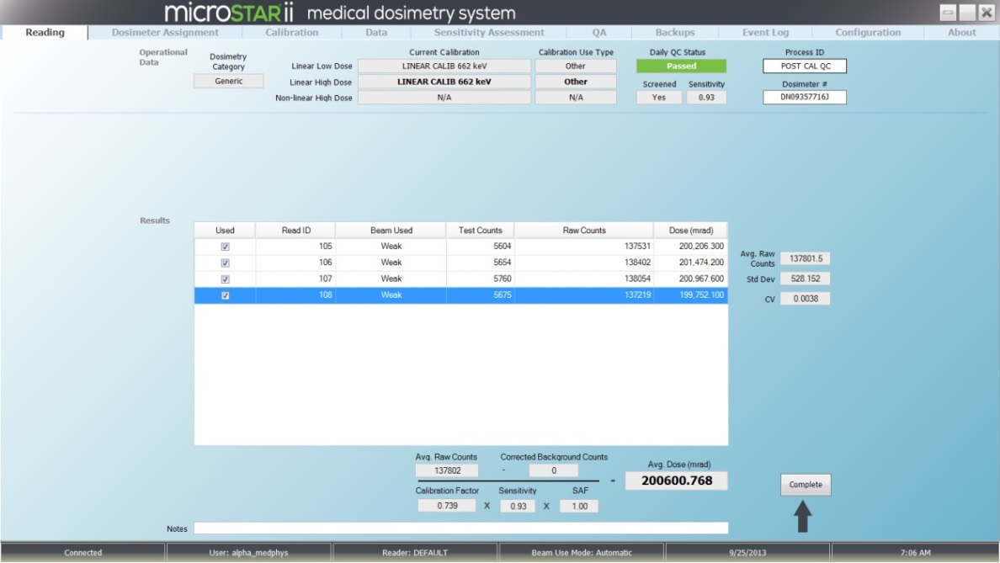 microSTARii medical dosimetry system
Reading Dosimeter Assignment Calibration Data Sensitivity Assessment QA Backups Event Log Configuration About
Operational Data
Dosimetry Category
Generic
Current Calibration Calibration Use Type
Linear Low Dose LINEAR CALIB 662 keV Other
Linear High Dose LINEAR CALIB 662 keV Other
Non-linear High Dose N/A N/A
Daily QC Status
Passed
Screened Sensitivity
Yes 0.93
Process ID
POST CAL QC
Dosimeter #
DN09357716J
Results
Used Read ID Beam Used Test Counts Raw Counts Dose (mrad)
105 Weak 5604 137531 200,206.300
106 Weak 5654 138402 201,474.200
107 Weak 5760 138054 200,967.600
108 Weak 5675 137219 199,752.100
Avg. Raw Counts 137801.5
Std Dev 528.152
CV 0.0038
Avg. Raw Counts Corrected Background Counts
137802 - 0
Calibration Factor Sensitivity SAF
0.739 X 0.93 X 1.00
=
Avg. Dose (mrad)
200600.768
Complete
Notes
Connected User: alpha_medphys Reader: DEFAULT Beam Use Mode: Automatic 9/25/2013 7:06 AM